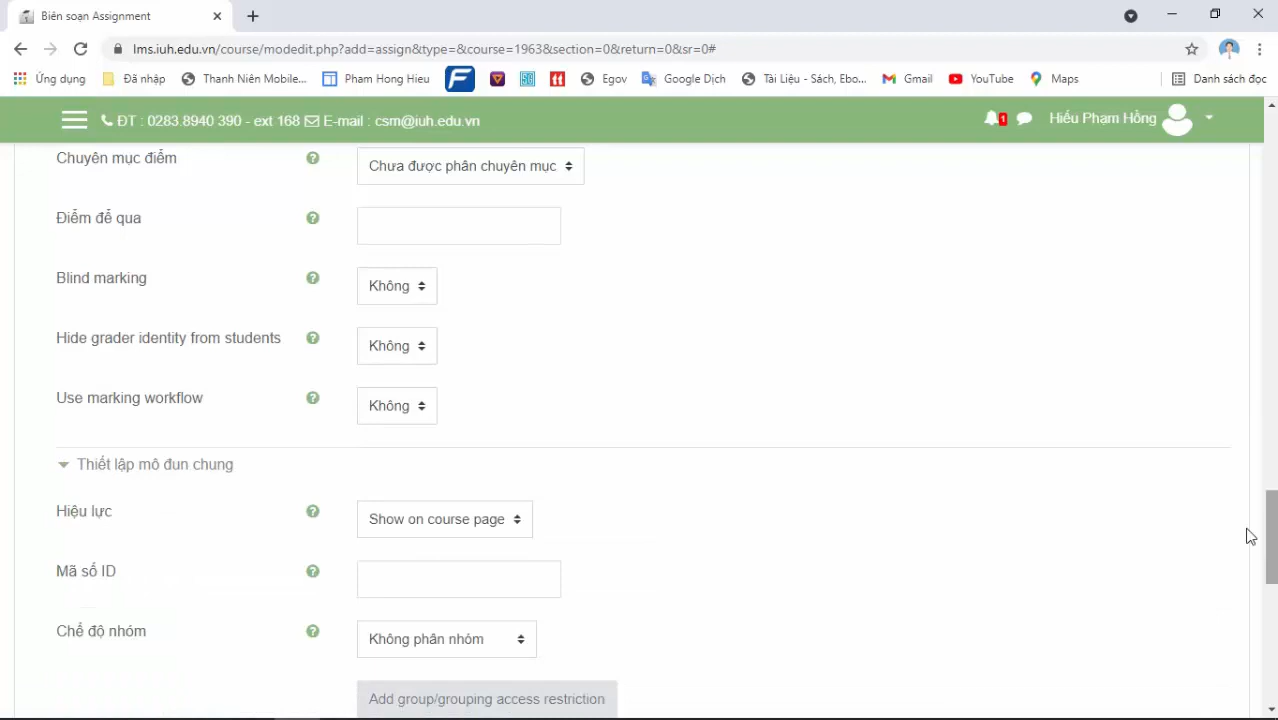 Biên soạn Assignment
lms.iuh.edu.vn/course/modedit.php?add=assign&type=&course=1963&section=0&return=0&sr=0#
Ứng dụng Đã nhập Thanh Niên Mobile... Pham Hong Hieu Egov Google Dịch Tài Liệu - Sách, Ebo... Gmail YouTube Maps Danh sách đọc
ĐT : 0283.8940 390 - ext 168 E-mail : csm@iuh.edu.vn 1 Hiếu Phạm Hồng
Chuyên mục điểm Chưa được phân chuyên mục
Điểm để qua
Blind marking Không
Hide grader identity from students Không
Use marking workflow Không
Thiết lập mô đun chung
Hiệu lực Show on course page
Mã số ID
Chế độ nhóm Không phân nhóm
Add group/grouping access restriction